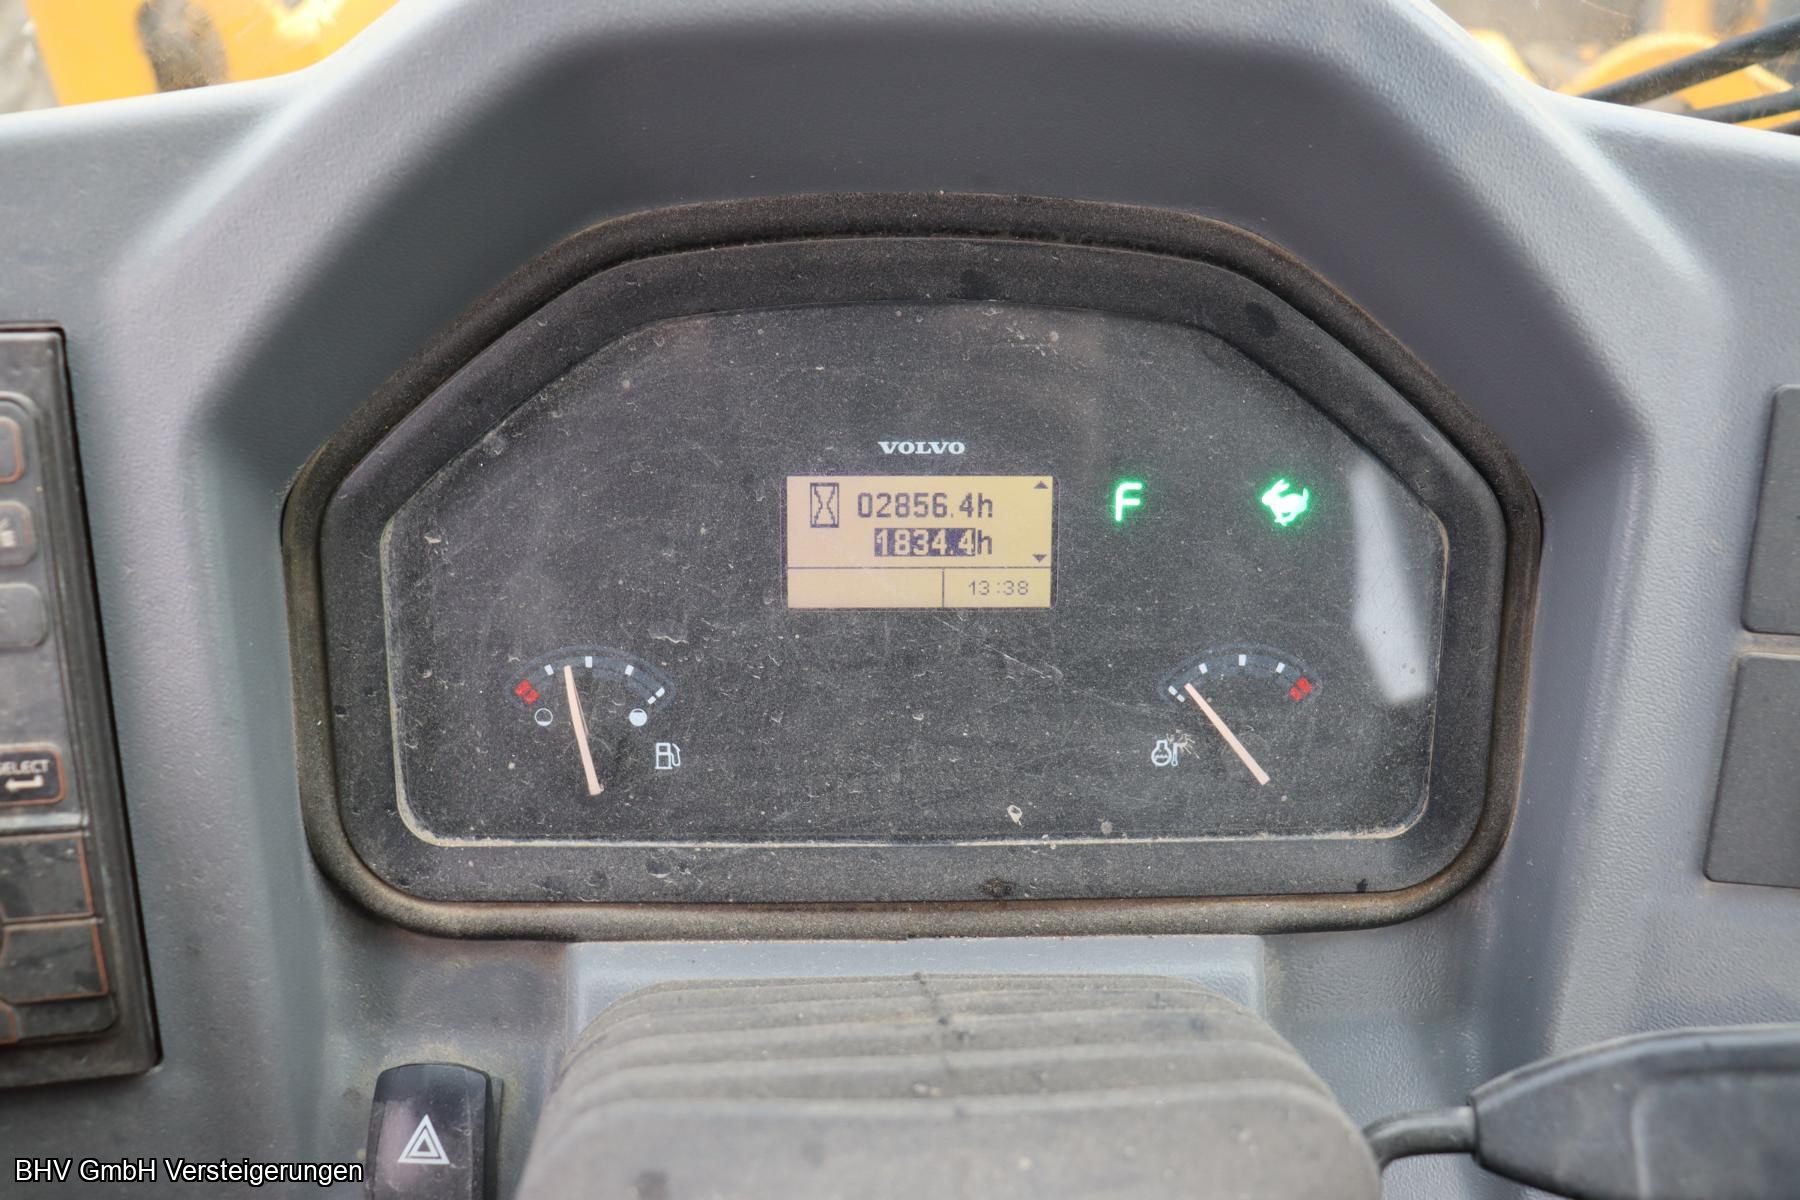 VOLVO
02856.4h
1834.4h
13:38
F
SELECT
BHV GmbH Versteigerungen